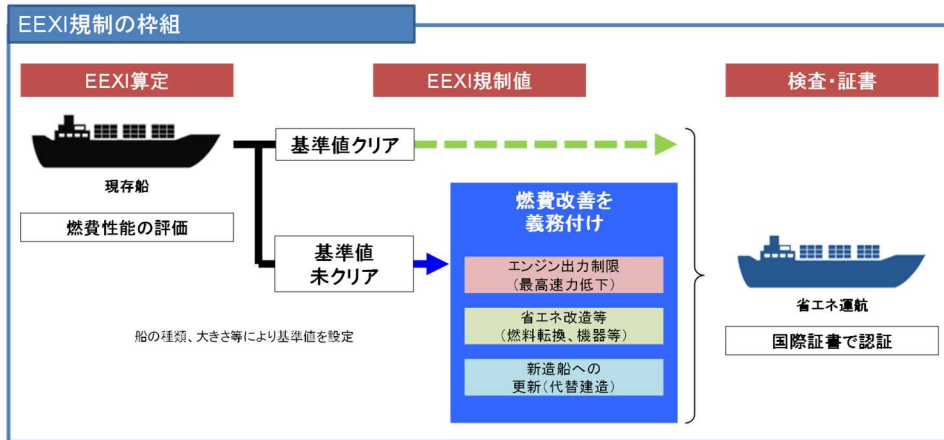 EEXI規制の枠組
EEXI算定
EEXI規制値
検査・証書
現存船
燃費性能の評価
基準値クリア
基準値
未クリア
燃費改善を
義務付け
エンジン出力制限
(最高速力低下)
省エネ改造等
(燃料転換、機器等)
新造船への
更新(代替建造)
船の種類、大きさ等により基準値を設定
省エネ運航
国際証書で認証